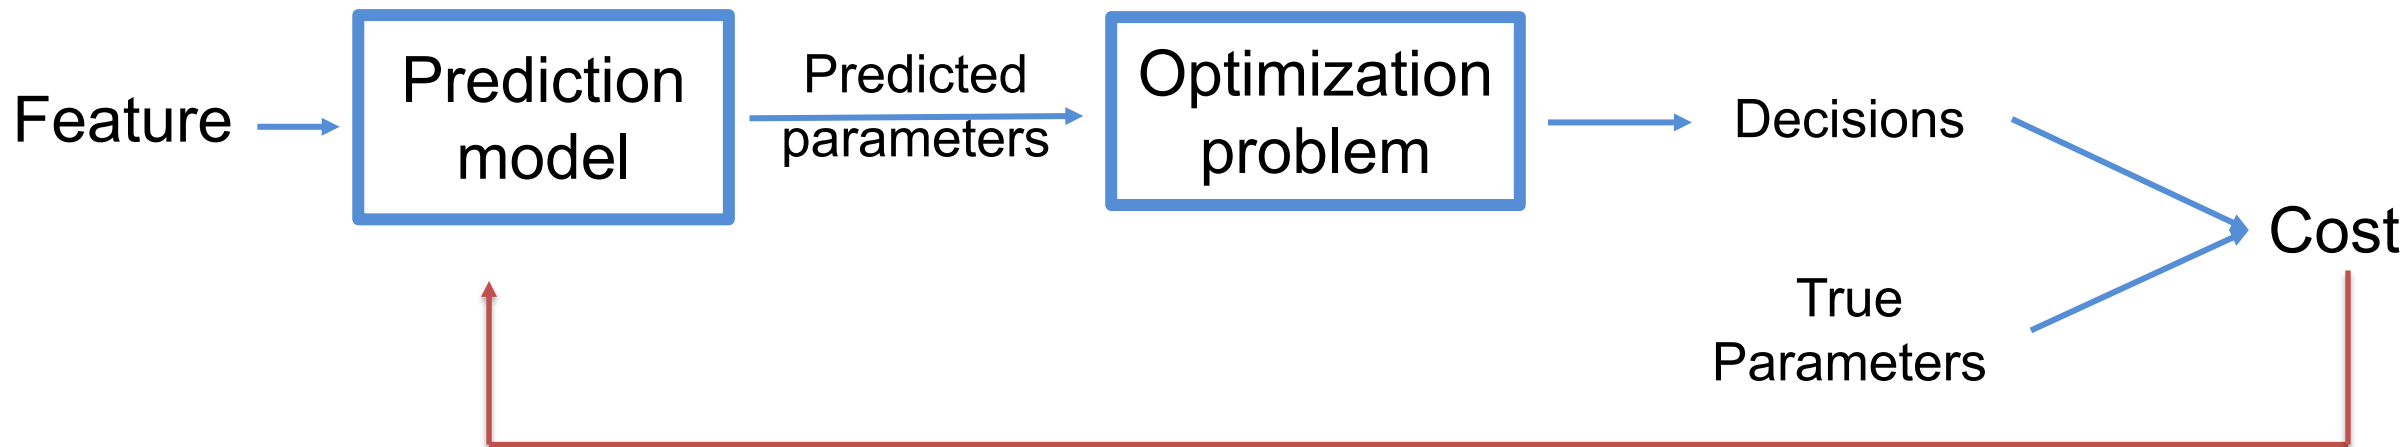 Feature
Prediction
model
Predicted
parameters
Optimization
problem
Decisions
True
Parameters
Cost